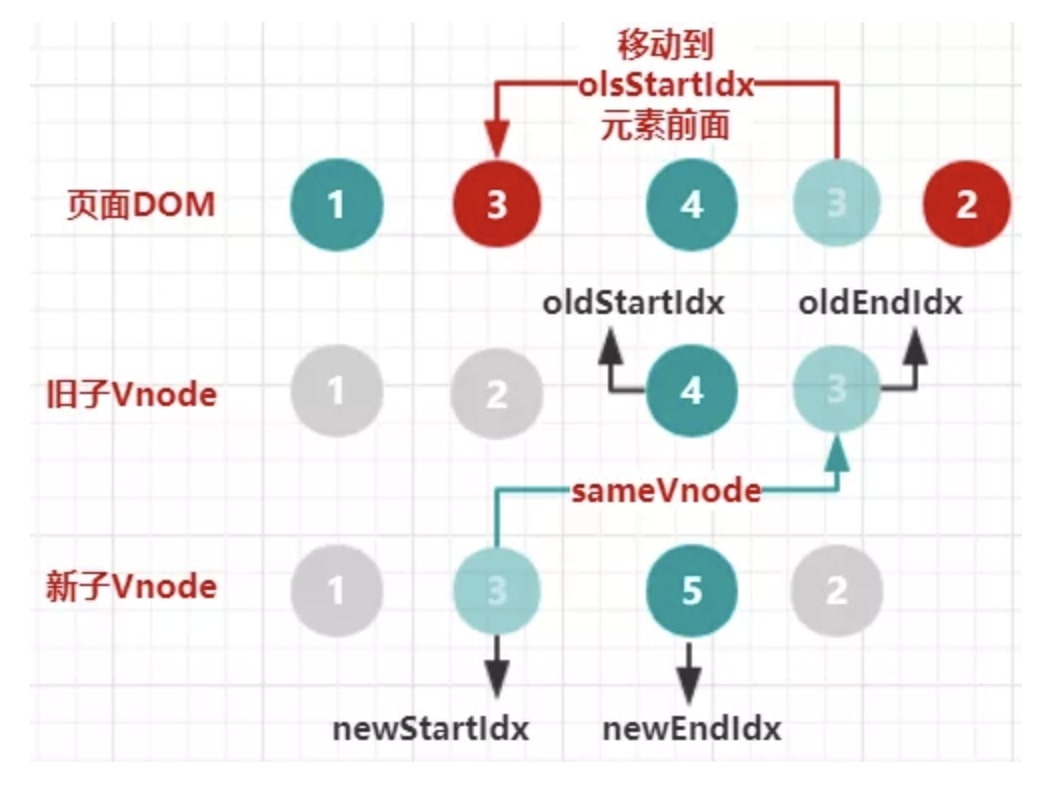 移动到
olsStartIdx
元素前面
页面DOM 1 3 4 3 2
oldStartIdx oldEndIdx
旧子Vnode 1 2 4 3
sameVnode
新子Vnode 1 3 5 2
newStartIdx newEndIdx